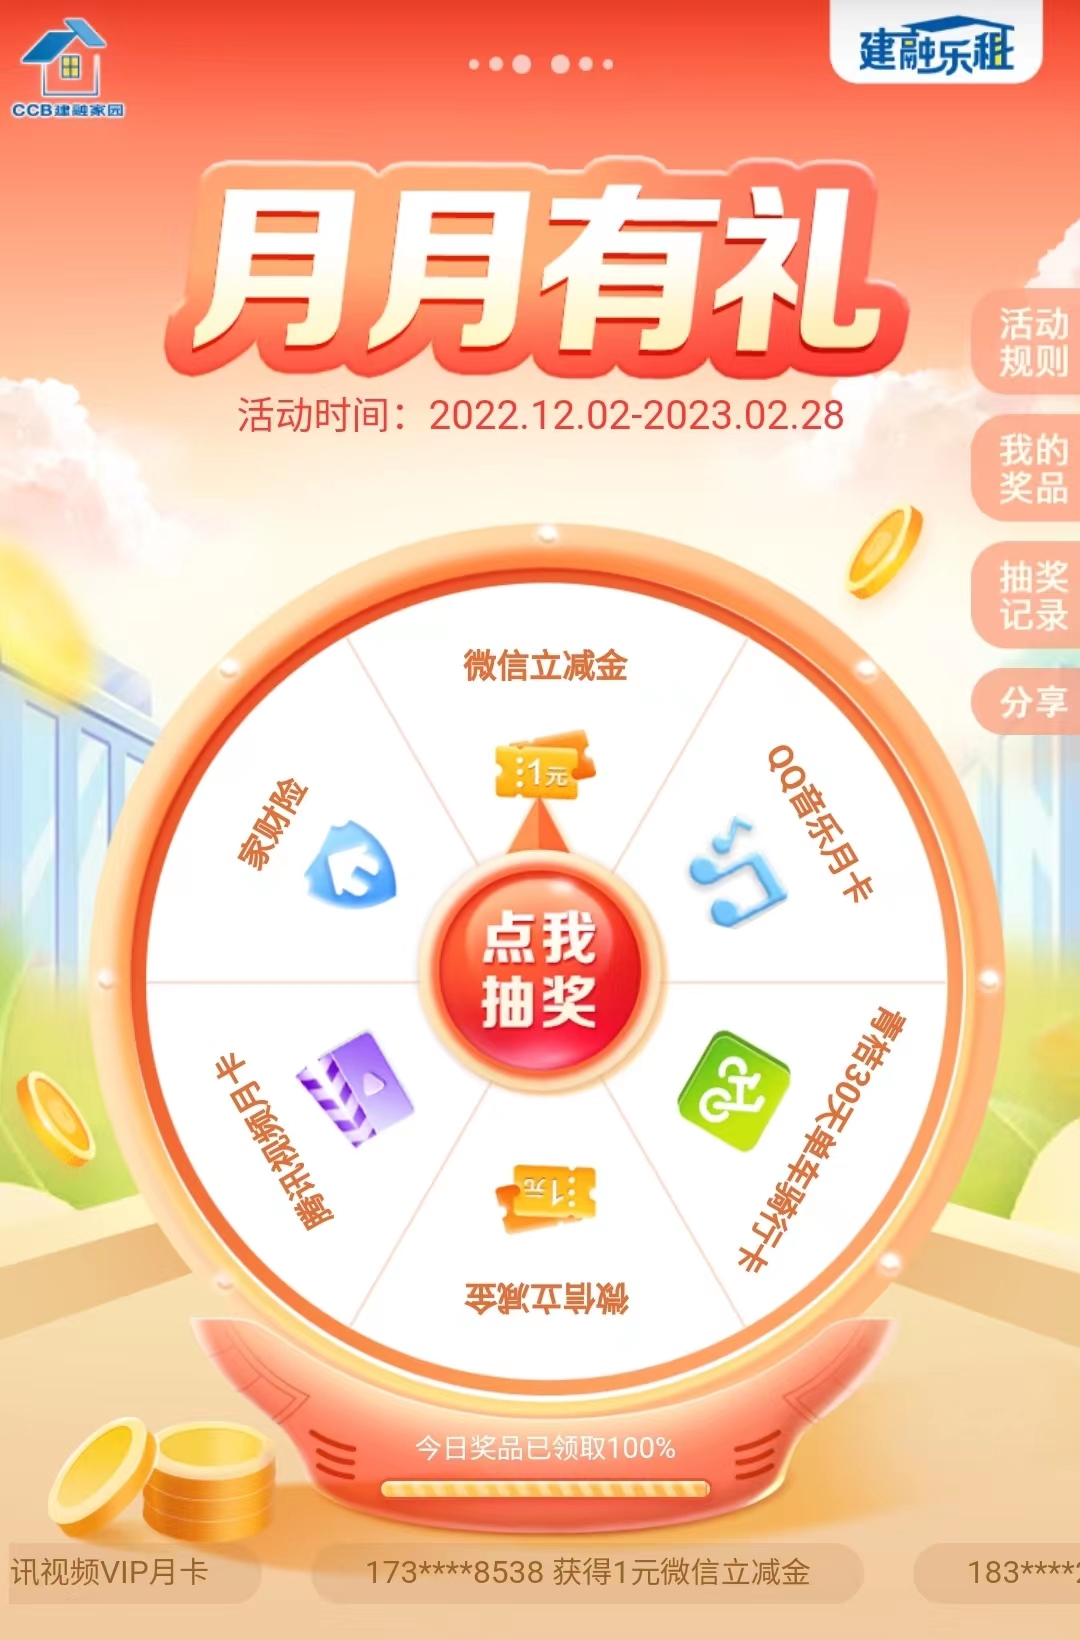 CCB建融家园
建融乐租
月月有礼
活动时间：2022.12.02-2023.02.28
活动
规则
我的
奖品
抽奖
记录
分享
微信立减金
1元
QQ音乐月卡
家财险
点我
抽奖
青桔30天单车骑行卡
腾讯视频月卡
1元
微信立减金
今日奖品已领取100%
讯视频VIP月卡
173****8538 获得1元微信立减金
183****